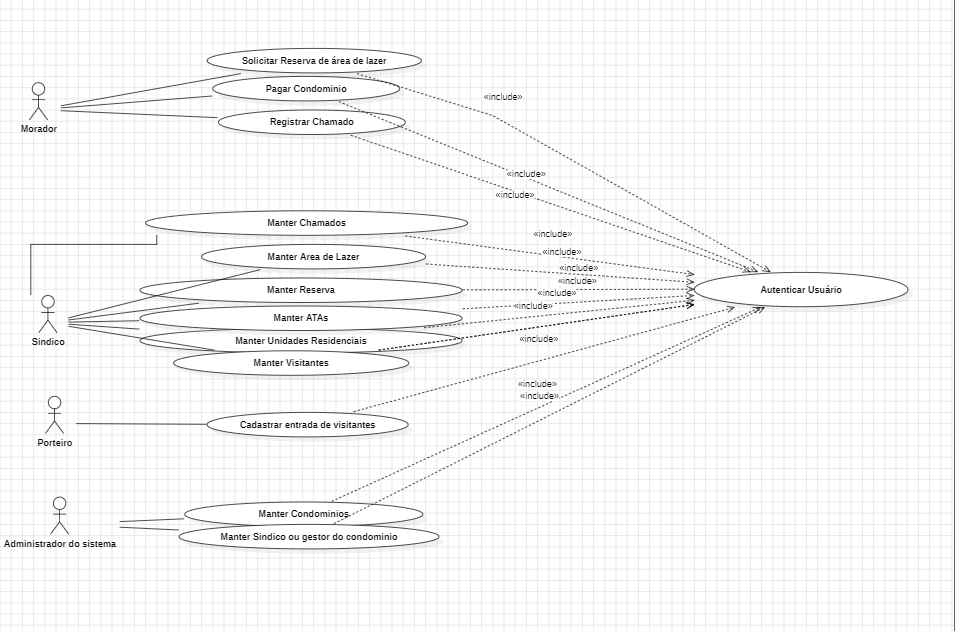 Solicitar Reserva de área de lazer
Pagar Condominio
«include»
Registrar Chamado
Morador
«include»
«include»
Manter Chamados
«include»
«include»
Manter Area de Lazer
«include»
«include»
Manter Reserva
Autenticar Usuário
«include»
«include»
Manter ATAs
Sindico
Manter Unidades Residenciais
«include»
Manter Visitantes
«include»
«include»
Cadastrar entrada de visitantes
Porteiro
Manter Condominios
Manter Sindico ou gestor do condominio
Administrador do sistema